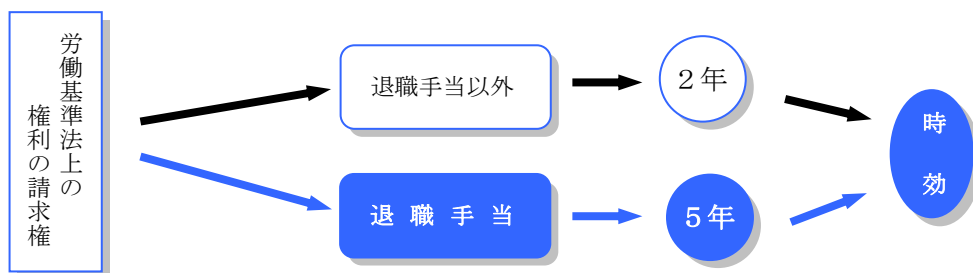 労働基準法上の
権利の請求権
退職手当以外
２年
退職手当
５年
時効